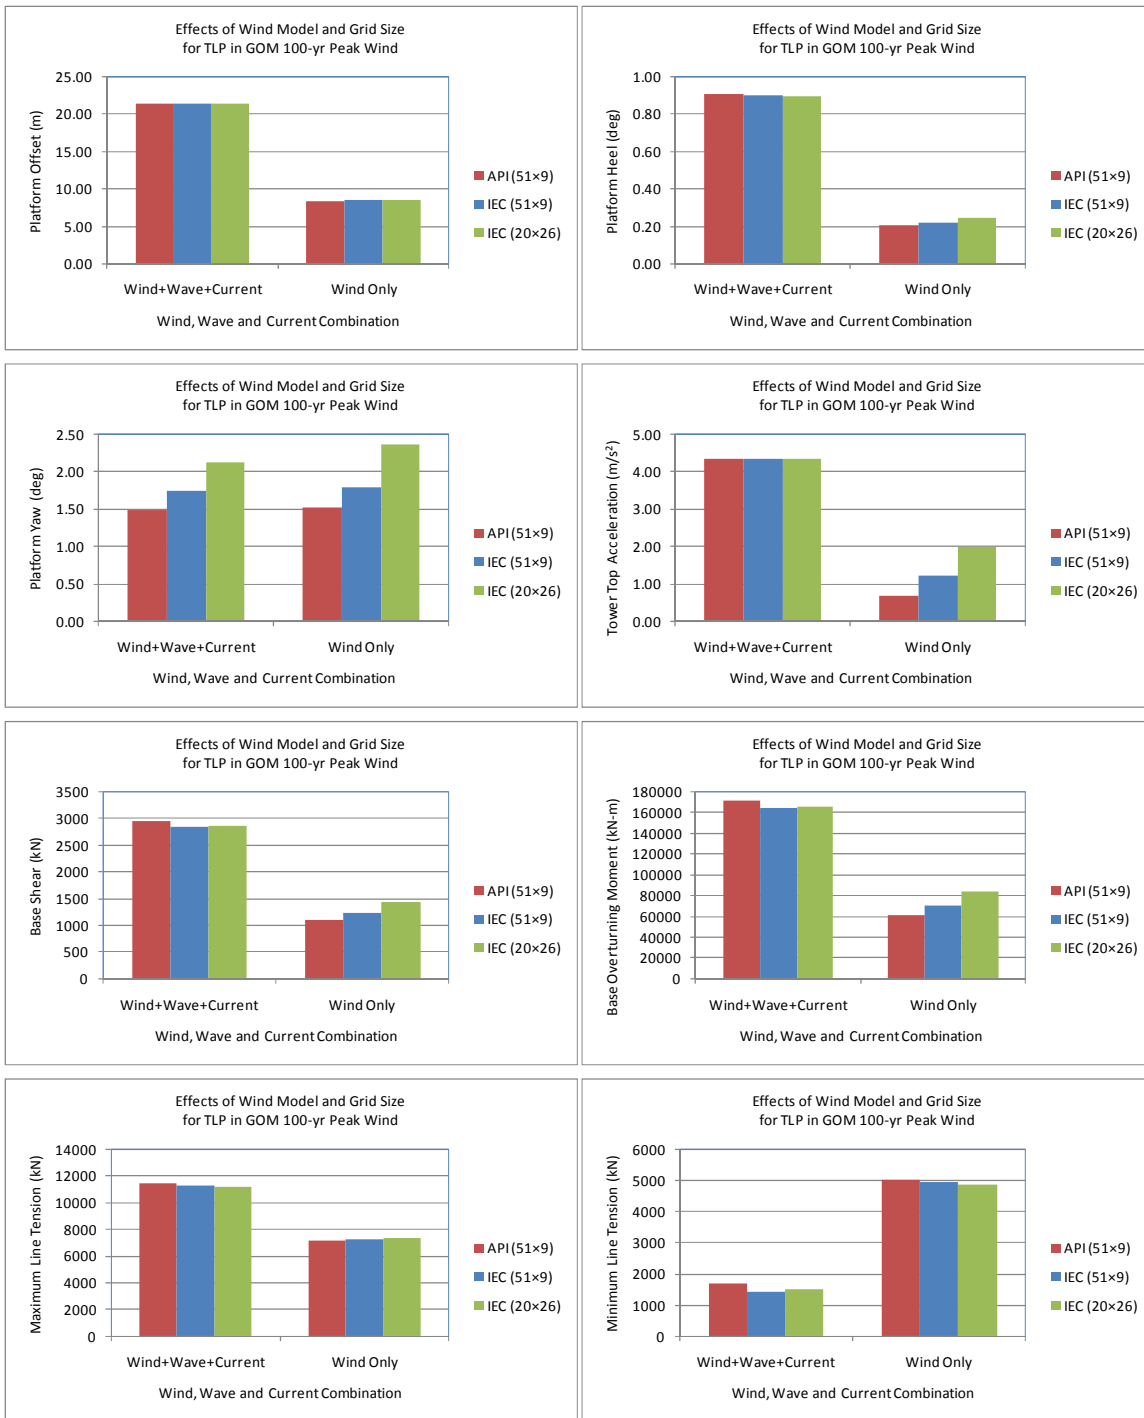 Effects of Wind Model and Grid Size
for TLP in GOM 100-yr Peak Wind
Platform Offset (m)
25.00
20.00
15.00
10.00
5.00
0.00
Wind+Wave+Current
Wind Only
Wind, Wave and Current Combination
API (51×9)
IEC (51×9)
IEC (20×26)
Effects of Wind Model and Grid Size
for TLP in GOM 100-yr Peak Wind
Platform Heel (deg)
1.00
0.80
0.60
0.40
0.20
0.00
Wind+Wave+Current
Wind Only
Wind, Wave and Current Combination
API (51×9)
IEC (51×9)
IEC (20×26)
Effects of Wind Model and Grid Size
for TLP in GOM 100-yr Peak Wind
Platform Yaw (deg)
2.50
2.00
1.50
1.00
0.50
0.00
Wind+Wave+Current
Wind Only
Wind, Wave and Current Combination
API (51×9)
IEC (51×9)
IEC (20×26)
Effects of Wind Model and Grid Size
for TLP in GOM 100-yr Peak Wind
Tower Top Acceleration (m/s²)
5.00
4.00
3.00
2.00
1.00
0.00
Wind+Wave+Current
Wind Only
Wind, Wave and Current Combination
API (51×9)
IEC (51×9)
IEC (20×26)
Effects of Wind Model and Grid Size
for TLP in GOM 100-yr Peak Wind
Base Shear (kN)
3500
3000
2500
2000
1500
1000
500
0
Wind+Wave+Current
Wind Only
Wind, Wave and Current Combination
API (51×9)
IEC (51×9)
IEC (20×26)
Effects of Wind Model and Grid Size
for TLP in GOM 100-yr Peak Wind
Base Overturning Moment (kN-m)
180000
160000
140000
120000
100000
80000
60000
40000
20000
0
Wind+Wave+Current
Wind Only
Wind, Wave and Current Combination
API (51×9)
IEC (51×9)
IEC (20×26)
Effects of Wind Model and Grid Size
for TLP in GOM 100-yr Peak Wind
Maximum Line Tension (kN)
14000
12000
10000
8000
6000
4000
2000
0
Wind+Wave+Current
Wind Only
Wind, Wave and Current Combination
API (51×9)
IEC (51×9)
IEC (20×26)
Effects of Wind Model and Grid Size
for TLP in GOM 100-yr Peak Wind
Minimum Line Tension (kN)
6000
5000
4000
3000
2000
1000
0
Wind+Wave+Current
Wind Only
Wind, Wave and Current Combination
API (51×9)
IEC (51×9)
IEC (20×26)